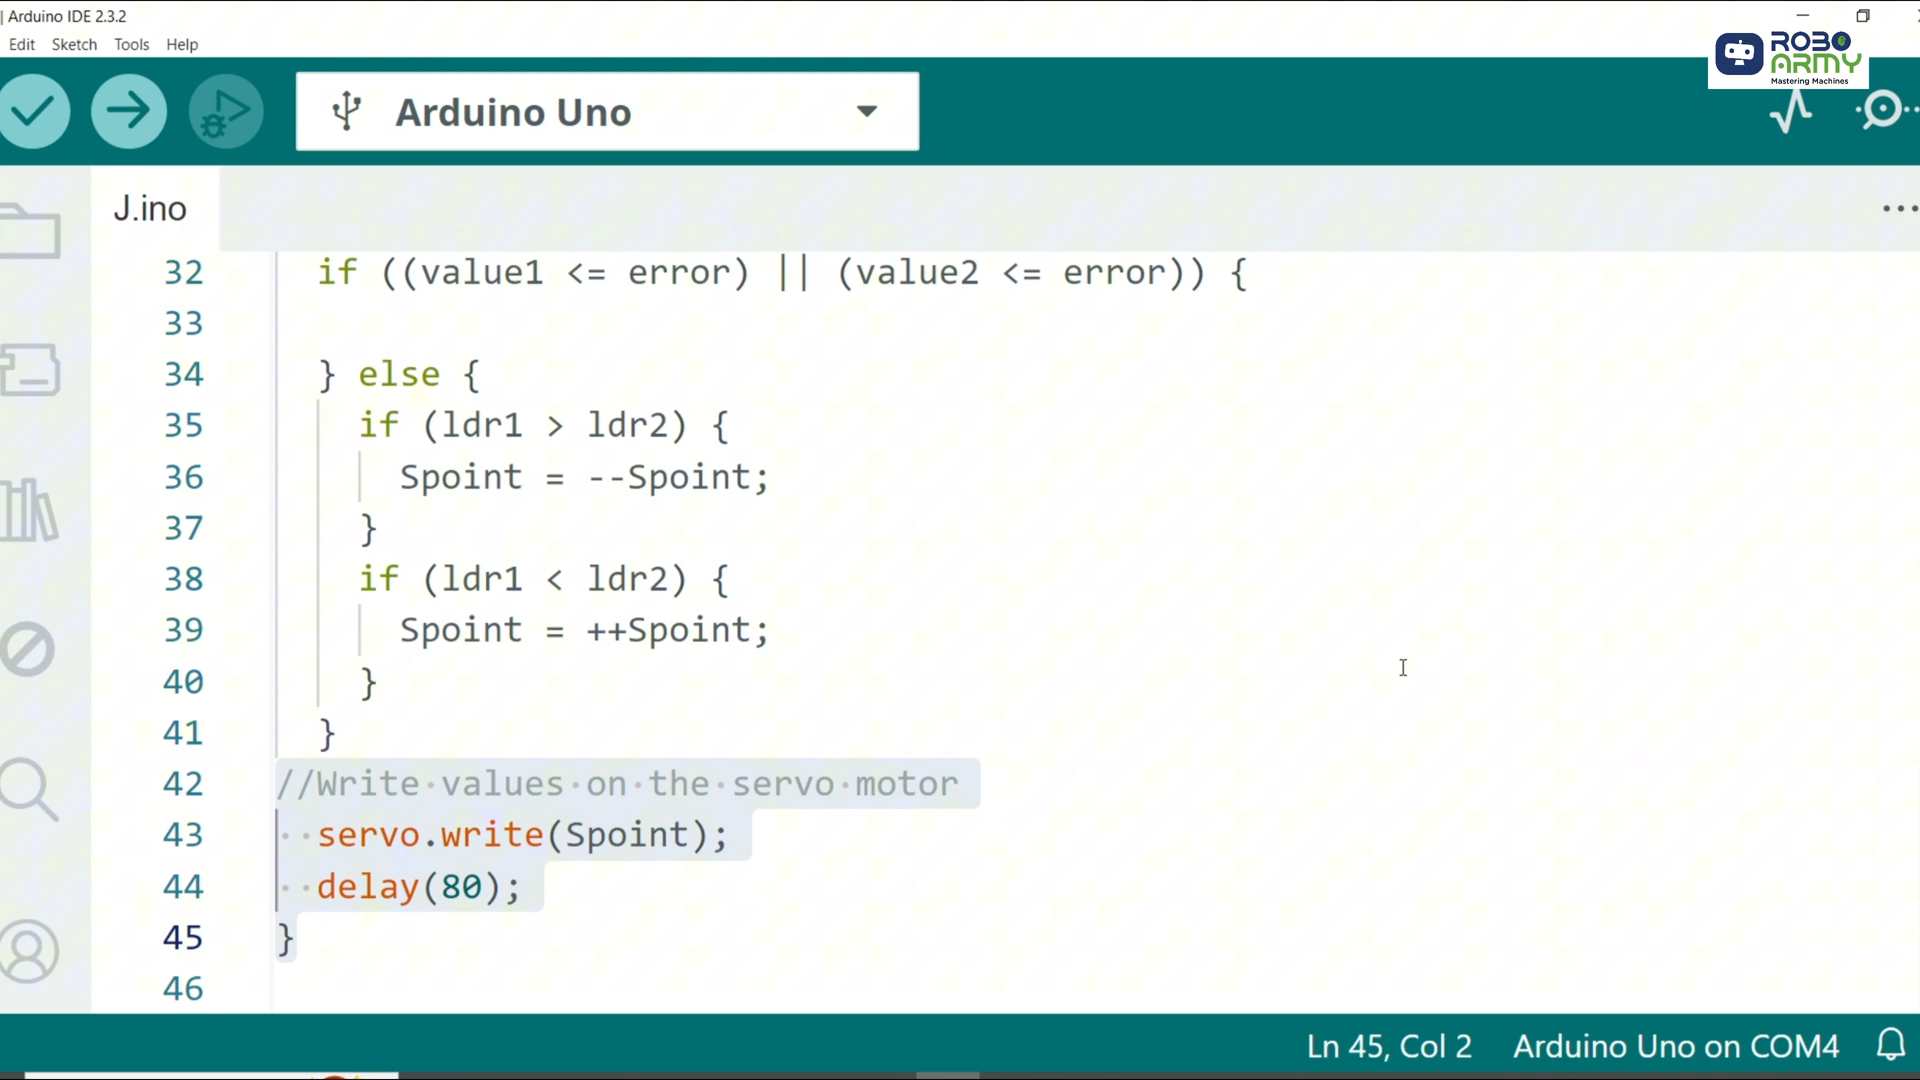 | Arduino IDE 2.3.2
Edit Sketch Tools Help
ROBO
ARMY
Mastering Machines
Arduino Uno
J.ino
32 if ((value1 <= error) || (value2 <= error)) {
33
34 } else {
35 if (ldr1 > ldr2) {
36 Spoint = --Spoint;
37 }
38 if (ldr1 < ldr2) {
39 Spoint = ++Spoint;
40 }
41 }
42 //Write values on the servo motor
43 servo.write(Spoint);
44 delay(80);
45 }
46
Ln 45, Col 2 Arduino Uno on COM4